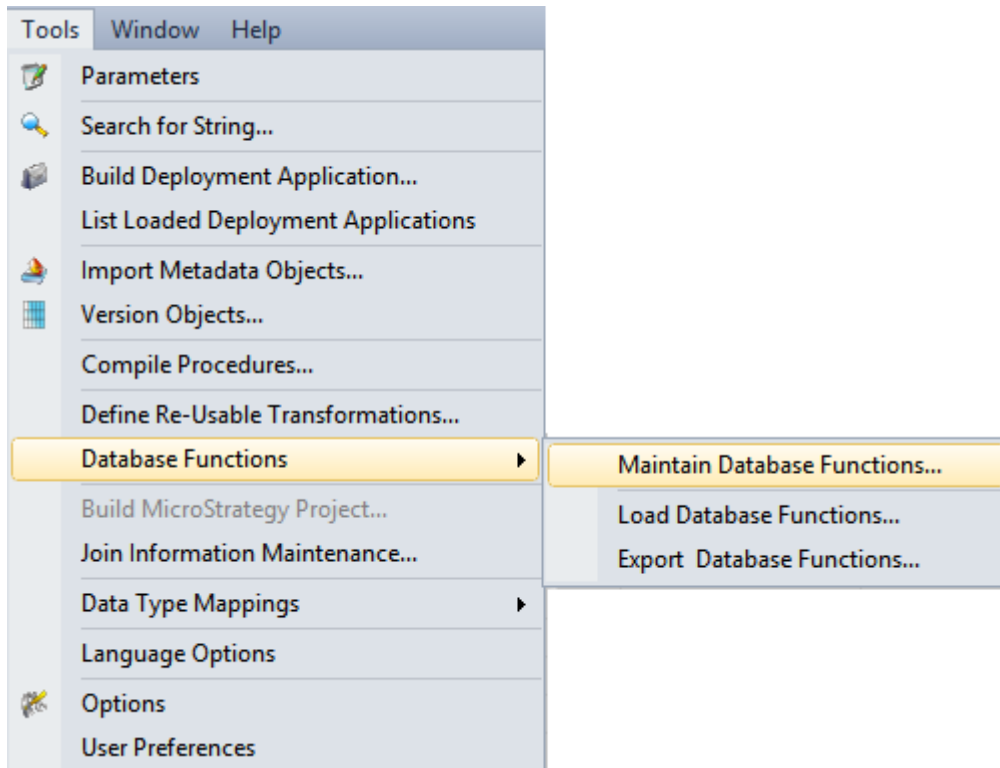 Tools Window Help
Parameters
Search for String...
Build Deployment Application...
List Loaded Deployment Applications
Import Metadata Objects...
Version Objects...
Compile Procedures...
Define Re-Usable Transformations...
Database Functions
Maintain Database Functions...
Build MicroStrategy Project...
Load Database Functions...
Join Information Maintenance...
Export Database Functions...
Data Type Mappings
Language Options
Options
User Preferences